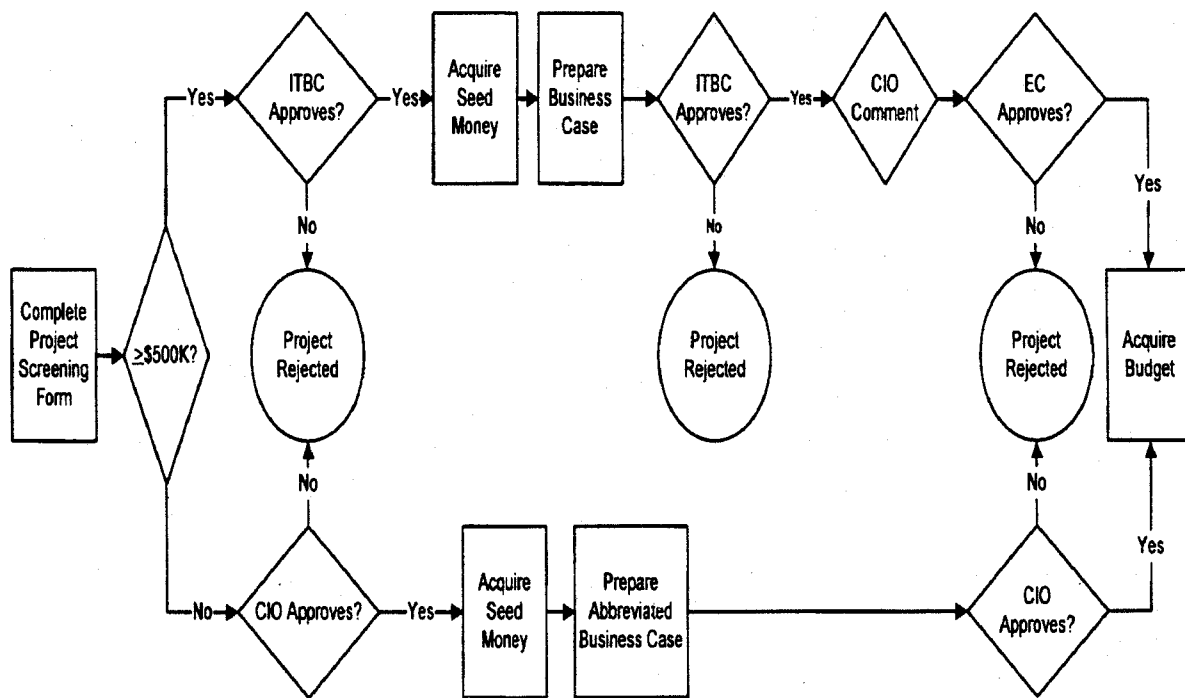 Yes
ITBC
Approves?
Yes
Acquire
Seed
Money
Prepare
Business
Case
ITBC
Approves?
Yes
CIO
Comment
EC
Approves?
Yes
No
No
No
Complete
Project
Screening
Form
≥$500K?
Project
Rejected
Project
Rejected
Project
Rejected
Acquire
Budget
No
No
Yes
No
CIO Approves?
Yes
Acquire
Seed
Money
Prepare
Abbreviated
Business Case
CIO
Approves?